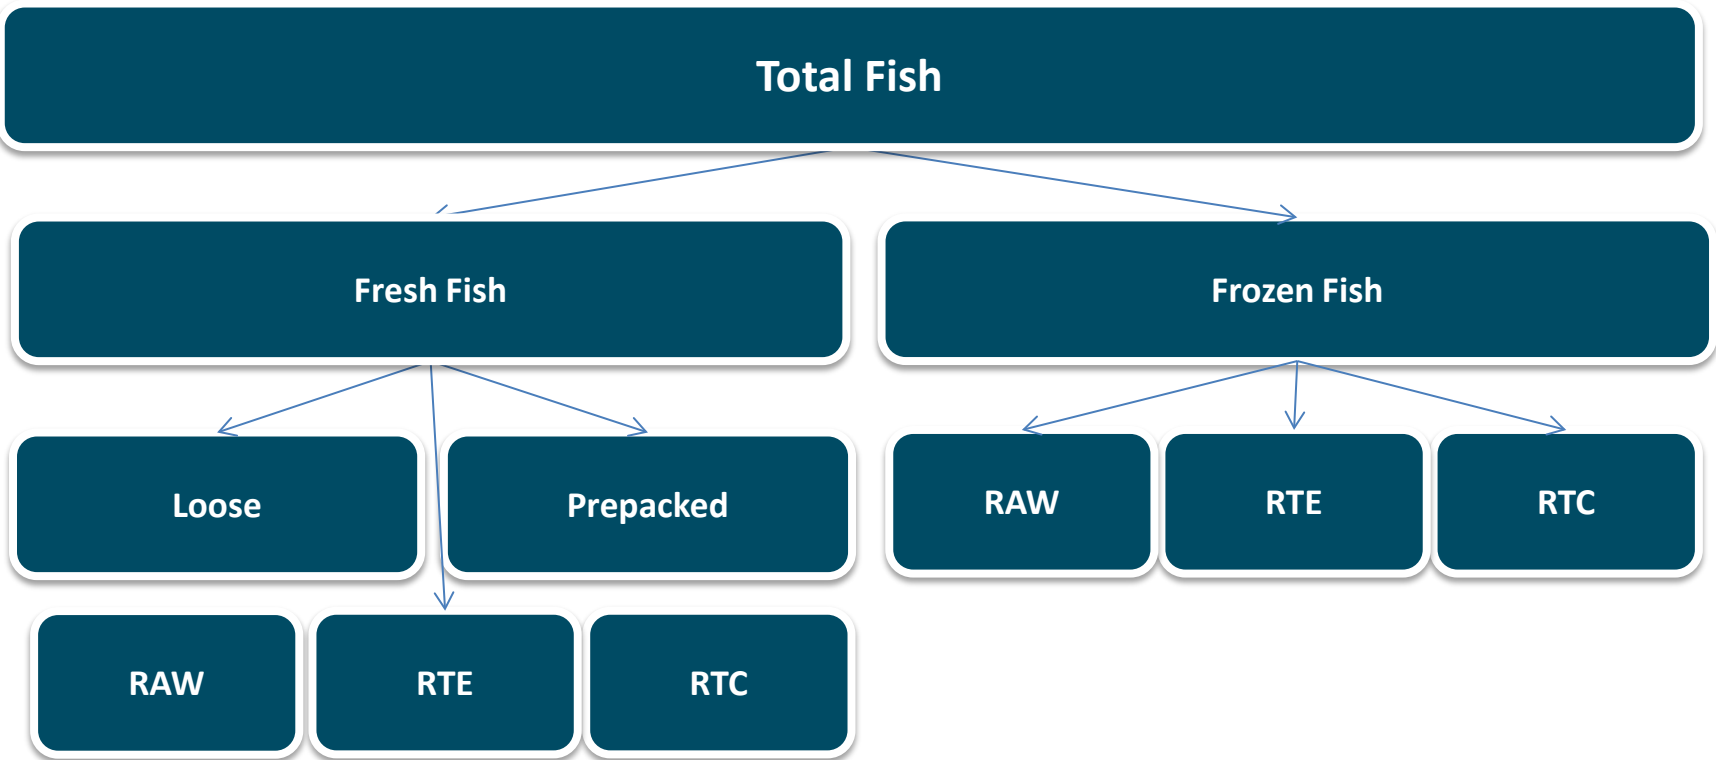 Total Fish
Fresh Fish
Frozen Fish
Loose
Prepacked
RAW
RTE
RTC
RAW
RTE
RTC